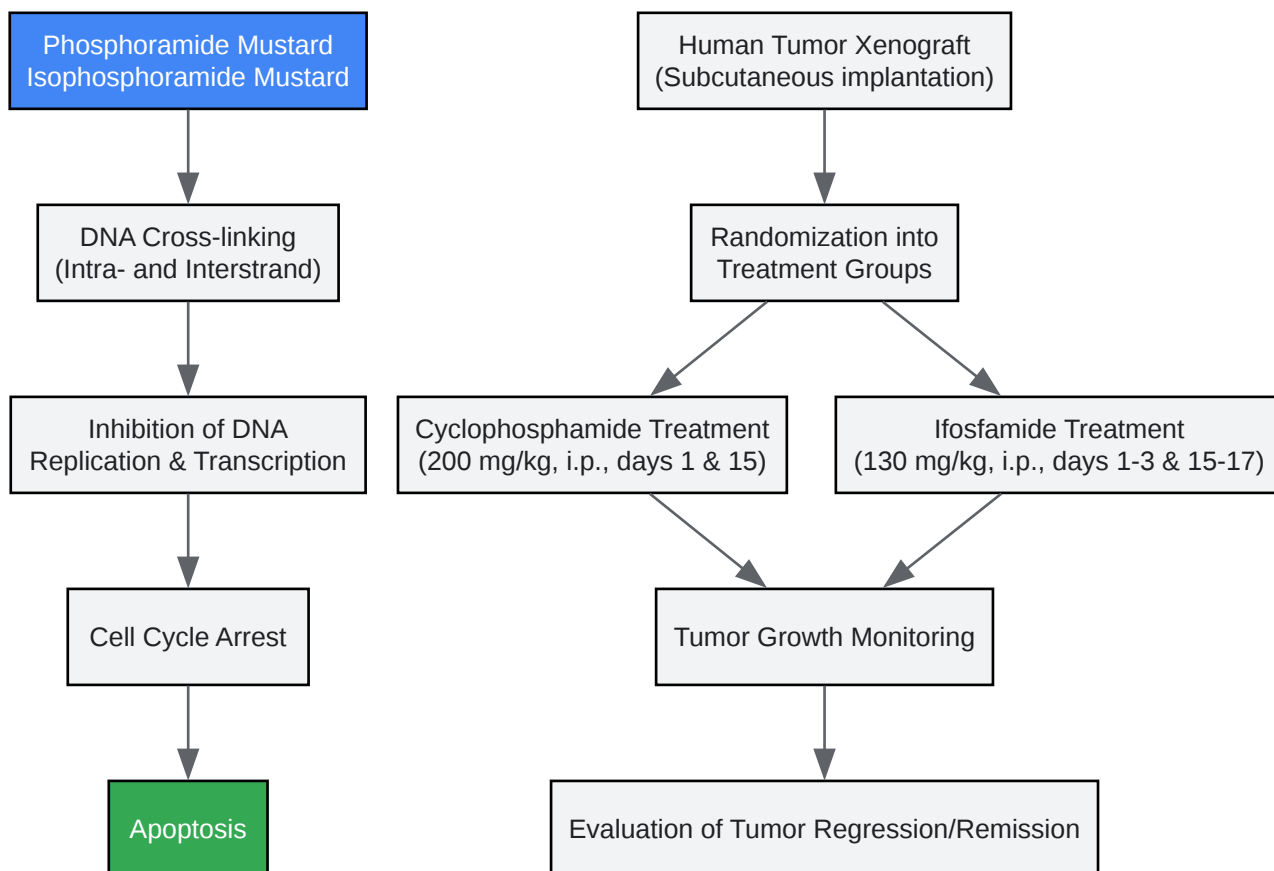 Phosphoramide Mustard
Isophosphoramide Mustard
DNA Cross-linking
(Intra- and Interstrand)
Inhibition of DNA
Replication & Transcription
Cell Cycle Arrest
Apoptosis
Human Tumor Xenograft
(Subcutaneous implantation)
Randomization into
Treatment Groups
Cyclophosphamide Treatment
(200 mg/kg, i.p., days 1 & 15)
Ifosfamide Treatment
(130 mg/kg, i.p., days 1-3 & 15-17)
Tumor Growth Monitoring
Evaluation of Tumor Regression/Remission